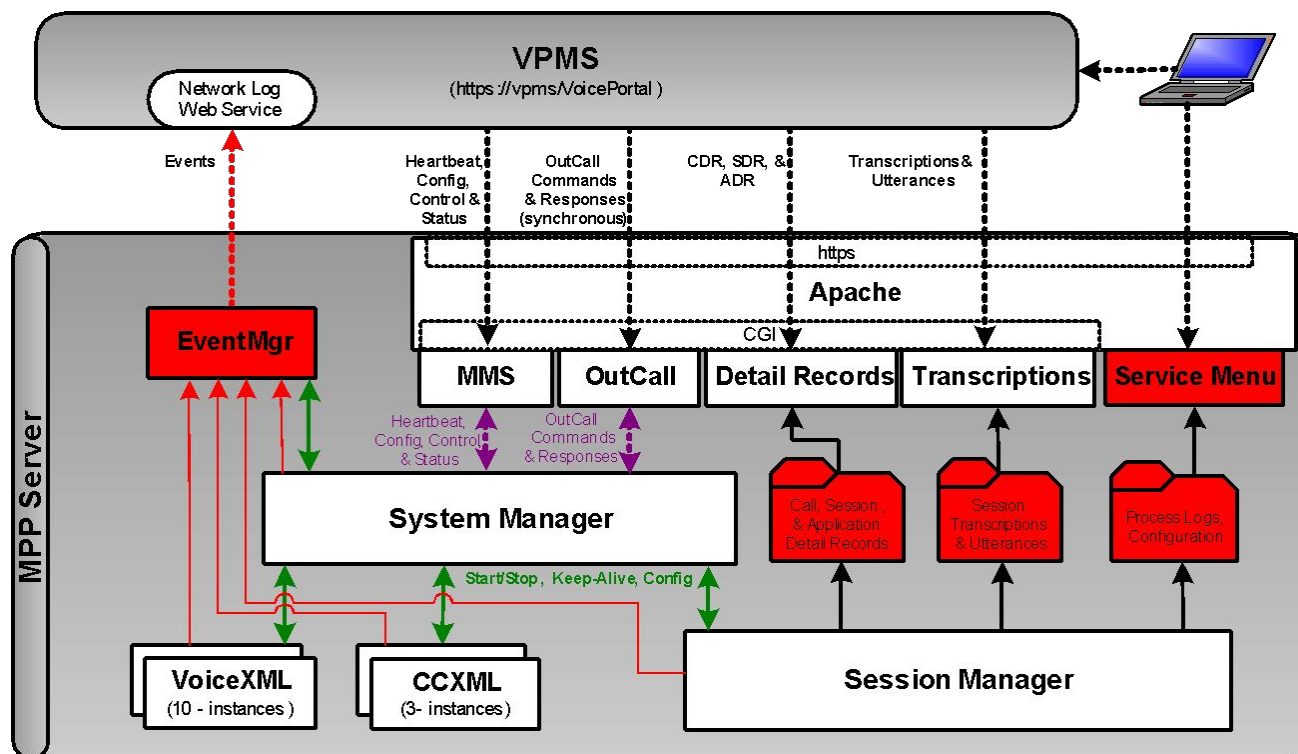 VPMS
(https ://vpms/VoicePortal )
Network Log
Web Service
Events
Heartbeat,
Config,
Control &
Status
OutCall
Commands
& Responses
(synchronous)
CDR, SDR, &
ADR
Transcriptions &
Utterances
MPP Server
https
Apache
CGI
EventMgr
MMS
OutCall
Detail Records
Transcriptions
Service Menu
Heartbeat,
Config, Control
& Status
OutCall
Commands
& Responses
System Manager
Call, Session ,
& Application
Detail Records
Session
Transcriptions
& Utterances
Process Logs,
Configuration
Start/Stop , Keep-Alive, Config
VoiceXML
(10 - instances )
CCXML
(3- instances)
Session Manager